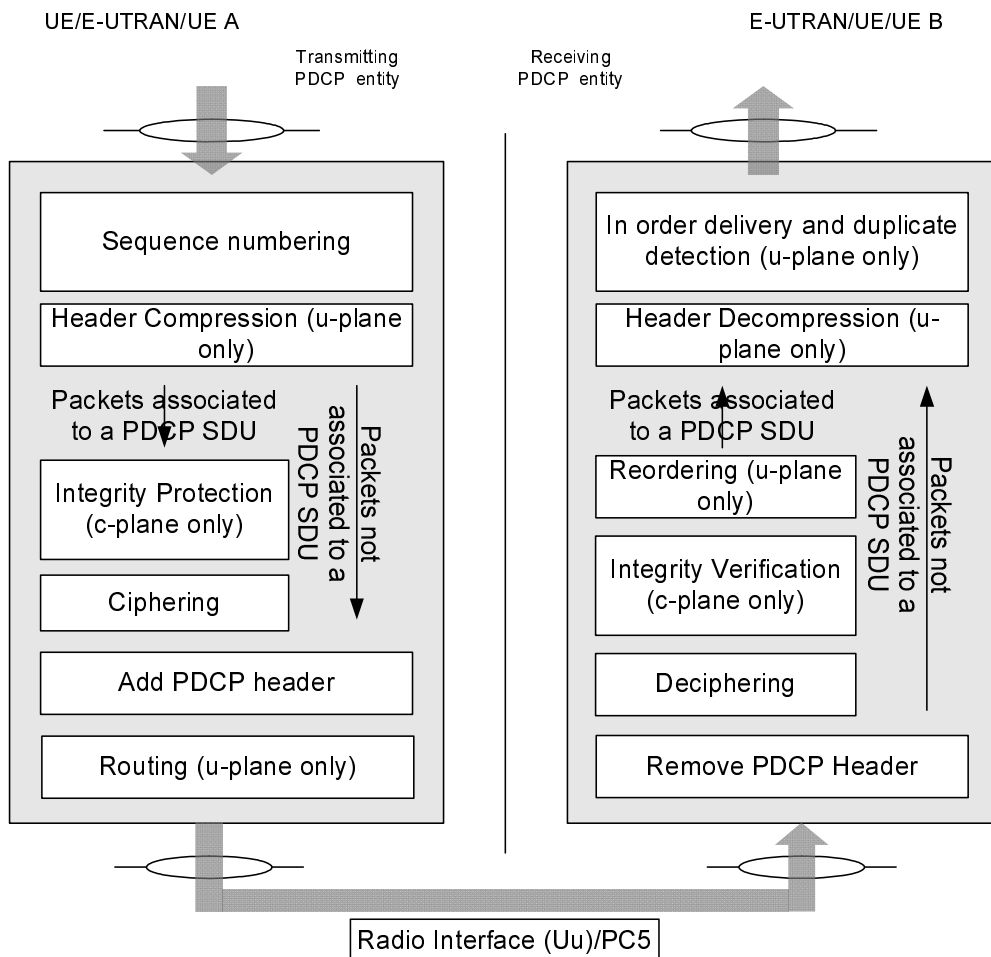 UE/E-UTRAN/UE A
E-UTRAN/UE/UE B
Transmitting
PDCP entity
Receiving
PDCP entity
Sequence numbering
Header Compression (u-plane
only)
Packets associated
to a PDCP SDU
Packets not
associated to a
PDCP SDU
Integrity Protection
(c-plane only)
Ciphering
Add PDCP header
Routing (u-plane only)
In order delivery and duplicate
detection (u-plane only)
Header Decompression (u-
plane only)
Packets associated
to a PDCP SDU
Packets not
associated to a
PDCP SDU
Reordering (u-plane
only)
Integrity Verification
(c-plane only)
Deciphering
Remove PDCP Header
Radio Interface (Uu)/PC5